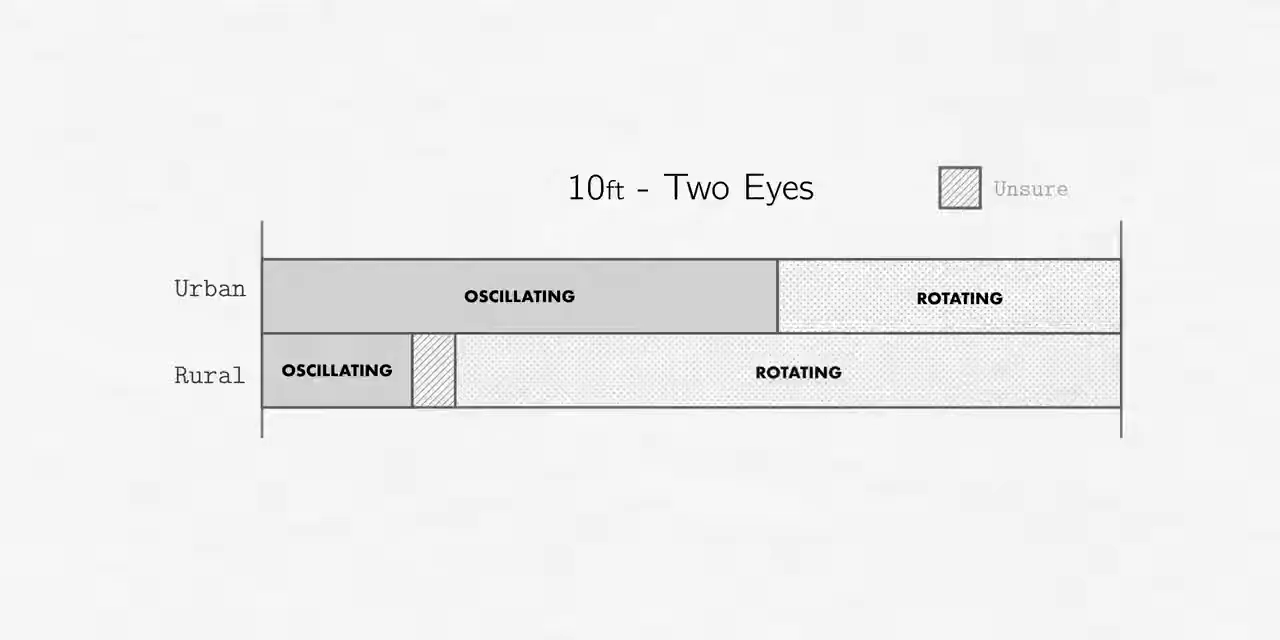 10ft - Two Eyes
Unsure
Urban
OSCILLATING
ROTATING
Rural
OSCILLATING
ROTATING